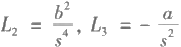 L₂ = b²/s⁴, L₃ = − a/s²